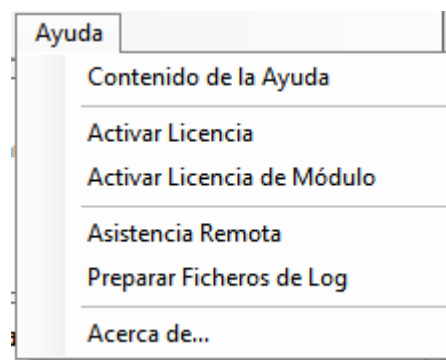 Ayuda
Contenido de la Ayuda
Activar Licencia
Activar Licencia de Módulo
Asistencia Remota
Preparar Ficheros de Log
Acerca de...